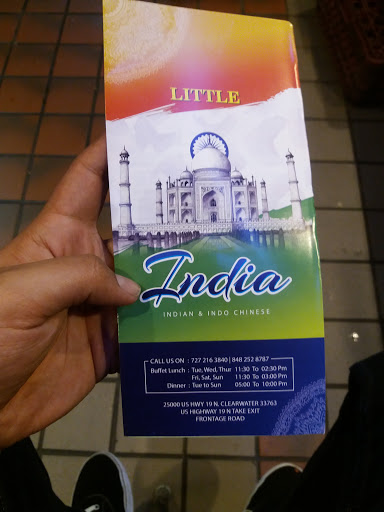 LITTLE
India
INDIAN & INDO CHINESE
CALL US ON : 727 216 3840 | 848 252 8787
Buffet Lunch : Tue, Wed, Thur 11:30 To 02:30 Pm
Fri, Sat, Sun 11:30 To 03:00 Pm
Dinner : Tue to Sun 05:00 To 10:00 Pm
25000 US HWY 19 N, CLEARWATER 33763
US HIGHWAY 19 N TAKE EXIT
FRONTAGE ROAD